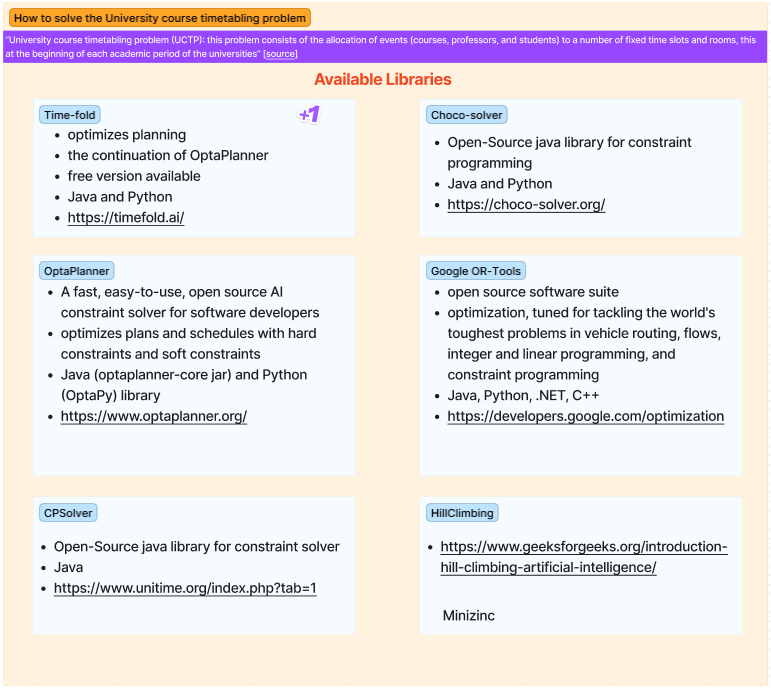 How to solve the University course timetabling problem
"University course timetabling problem (UCTP): this problem consists of the allocation of events (courses, professors, and students) to a number of fixed time slots and rooms, this
at the beginning of each academic period of the universities" [source]
Available Libraries
Time-fold
+1
• optimizes planning
• the continuation of OptaPlanner
• free version available
• Java and Python
• https://timefold.ai/
Choco-solver
• Open-Source java library for constraint
programming
• Java and Python
• https://choco-solver.org/
OptaPlanner
• A fast, easy-to-use, open source AI
constraint solver for software developers
• optimizes plans and schedules with hard
constraints and soft constraints
• Java (optaplanner-core jar) and Python
(OptaPy) library
• https://www.optaplanner.org/
Google OR-Tools
• open source software suite
• optimization, tuned for tackling the world's
toughest problems in vehicle routing, flows,
integer and linear programming, and
constraint programming
• Java, Python, .NET, C++
• https://developers.google.com/optimization
CPSolver
• Open-Source java library for constraint solver
• Java
• https://www.unitime.org/index.php?tab=1
HillClimbing
• https://www.geeksforgeeks.org/introduction-
hill-climbing-artificial-intelligence/
Minizinc